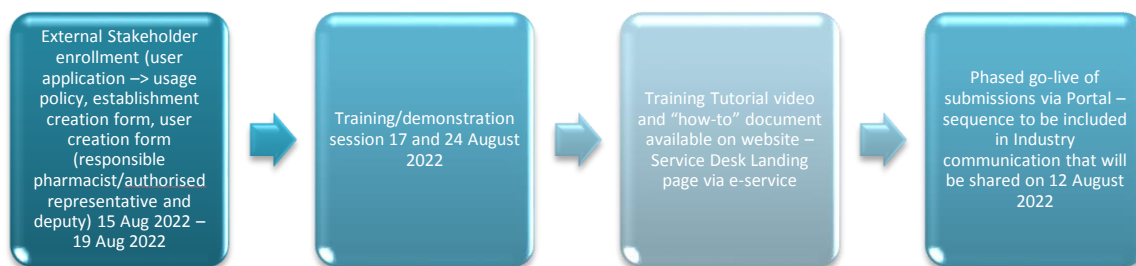 External Stakeholder
enrollment (user
application –> usage
policy, establishment
creation form, user
creation form
(responsible
pharmacist/authorised
representative and
deputy) 15 Aug 2022 –
19 Aug 2022
Training/demonstration
session 17 and 24 August
2022
Training Tutorial video
and “how-to” document
available on website –
Service Desk Landing
page via e-service
Phased go-live of
submissions via Portal –
sequence to be included
in Industry
communication that will
be shared on 12 August
2022